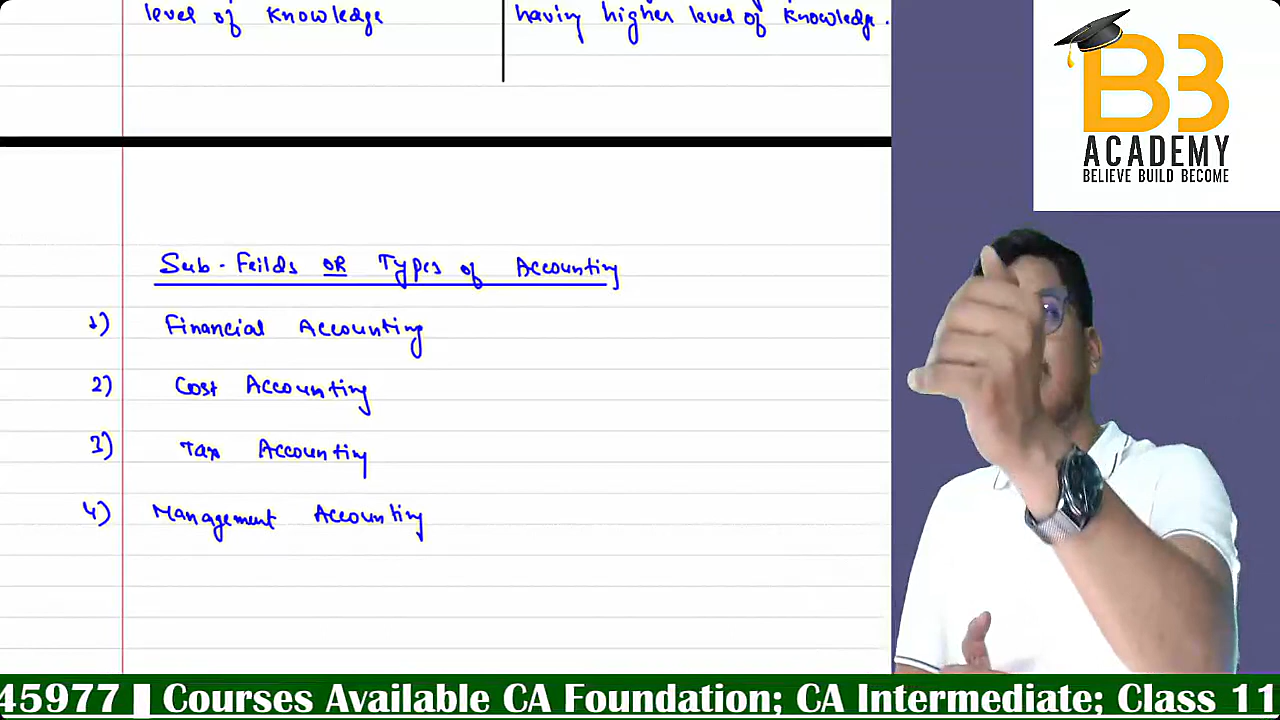 level of knowledge
having higher level of knowledge.
B3
ACADEMY
BELIEVE BUILD BECOME
Sub-Feilds OR Types of Accounting
1) Financial Accounting
2) Cost Accounting
3) Tax Accounting
4) Management Accounting
45977 ▌Courses Available CA Foundation; CA Intermediate; Class 11